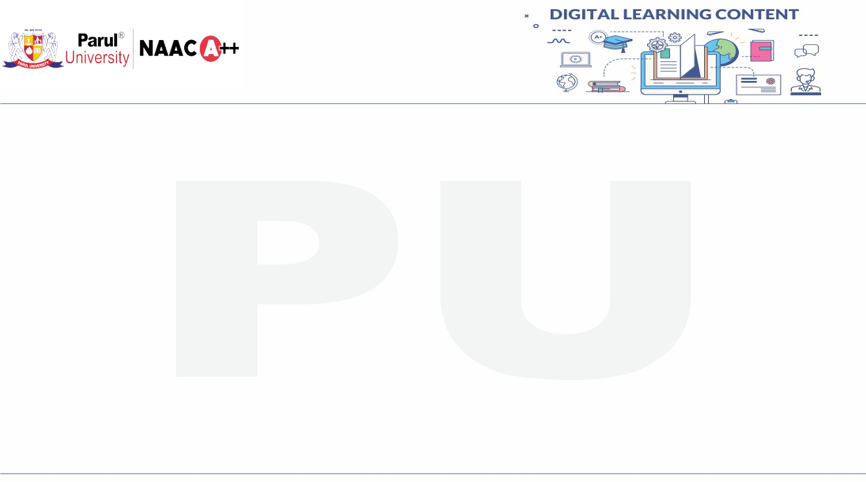 DIGITAL LEARNING CONTENT
Parul®
University
NAAC A++
A+
PU